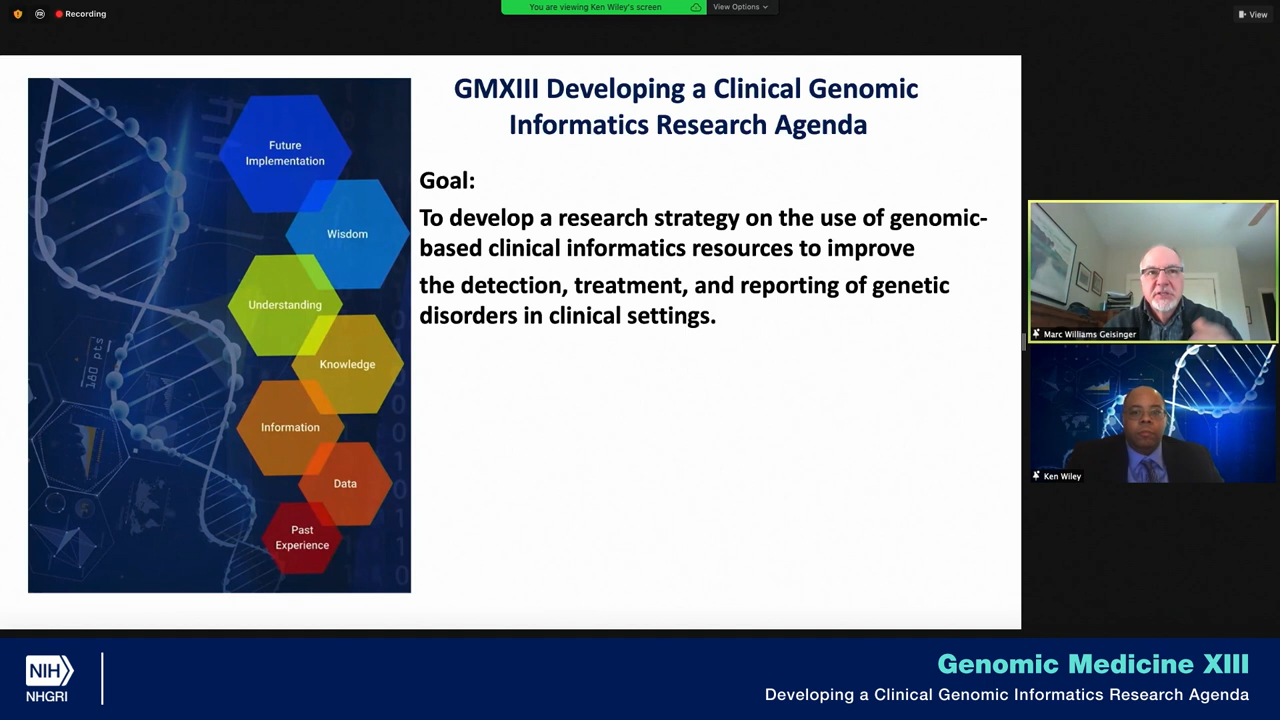 Recording
You are viewing Ken Wiley's screen
View Options
View
GMXIII Developing a Clinical Genomic
Informatics Research Agenda
Goal:
To develop a research strategy on the use of genomic-
based clinical informatics resources to improve
the detection, treatment, and reporting of genetic
disorders in clinical settings.
Future
Implementation
Wisdom
Understanding
Knowledge
Information
Data
Past
Experience
180 pts
Marc Williams Geisinger
Ken Wiley
NIH
NHGRI
Genomic Medicine XIII
Developing a Clinical Genomic Informatics Research Agenda